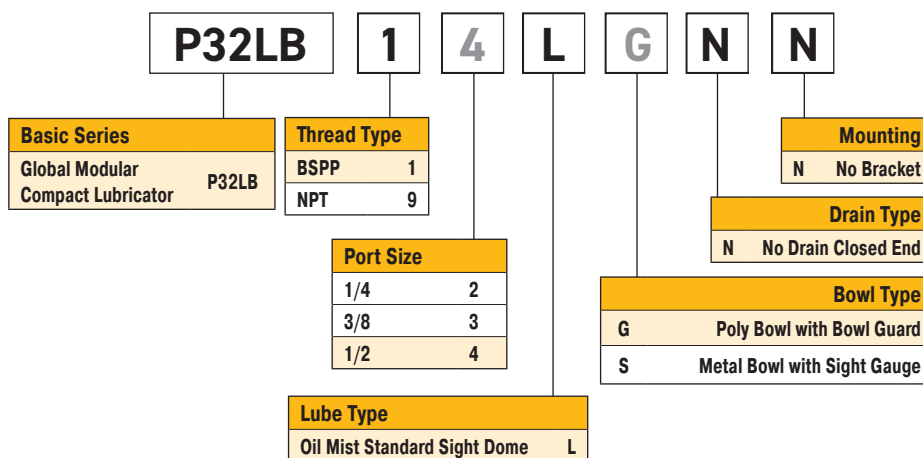 P32LB 1 4 L G N N
Basic Series
Global Modular
Compact Lubricator P32LB
Thread Type
BSPP 1
NPT 9
Mounting
N No Bracket
Drain Type
N No Drain Closed End
Port Size
1/4 2
3/8 3
1/2 4
Bowl Type
G Poly Bowl with Bowl Guard
S Metal Bowl with Sight Gauge
Lube Type
Oil Mist Standard Sight Dome L